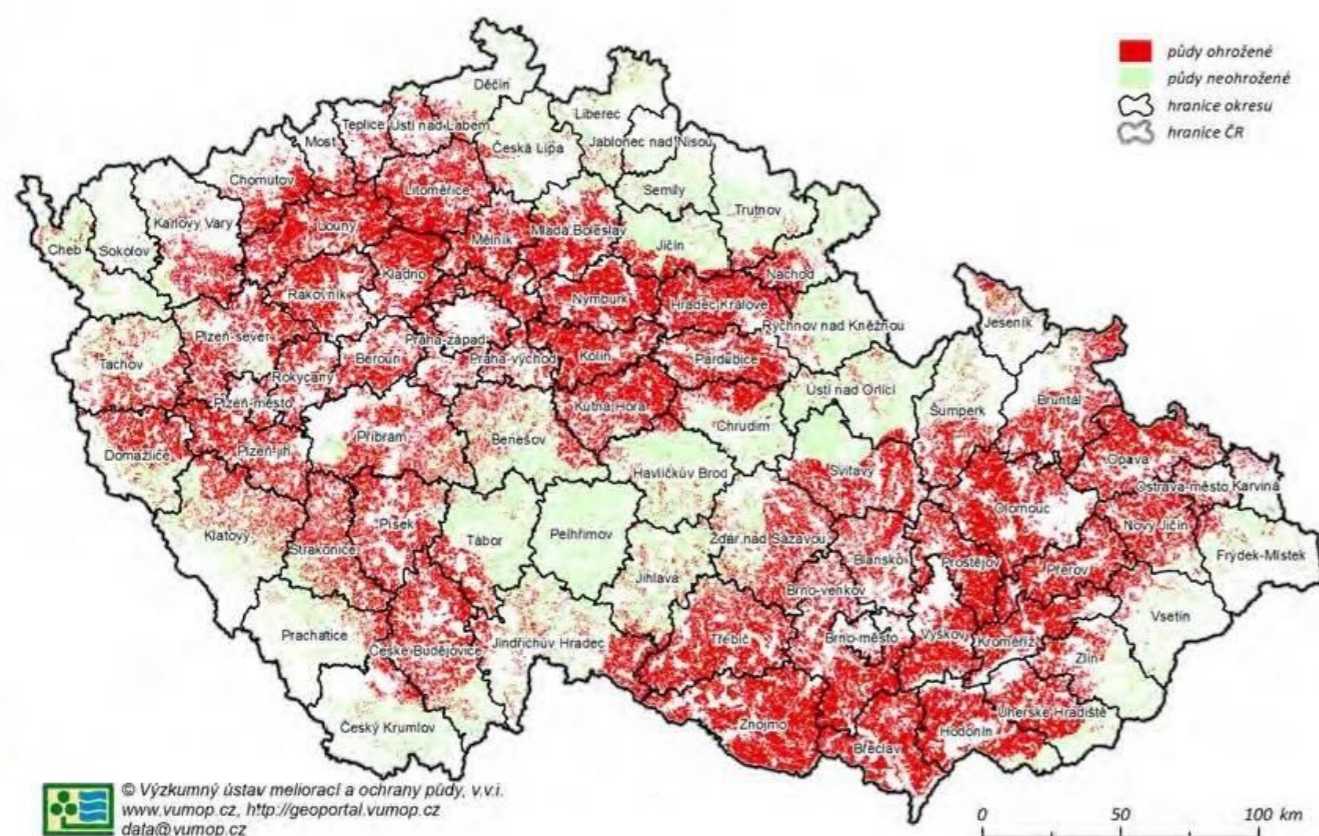 půdy ohrožené
půdy neohrožené
hranice okresu
hranice ČR
Děčín
Liberec
Teplice
Ústí nad Labem
Most
Česká Lípa
Jablonec nad Nisou
Chomutov
Litoměřice
Semily
Trutnov
Karlovy Vary
Louny
Mělník
Mladá Boleslav
Jičín
Cheb
Sokolov
Kladno
Náchod
Rakovník
Nymburk
Hradec Králové
Jeseník
Rychnov nad Kněžnou
Plzeň-sever
Praha-západ
Tachov
Beroun
Praha-východ
Kolín
Pardubice
Rokycany
Ústí nad Orlicí
Plzeň-město
Kutná Hora
Šumperk
Bruntál
Chrudim
Příbram
Benešov
Domažlice
Plzeň-jih
Opava
Havlíčkův Brod
Svitavy
Ostrava-město
Karviná
Olomouc
Klatovy
Písek
Nový Jičín
Tábor
Pelhřimov
Žďár nad Sázavou
Strakonice
Blansko
Prostějov
Přerov
Frýdek-Místek
Jihlava
Brno-venkov
Vsetín
Prachatice
Jindřichův Hradec
Třebíč
Brno-město
Vyškov
Kroměříž
České Budějovice
Zlín
Uherské Hradiště
Český Krumlov
Znojmo
Hodonín
Břeclav
© Výzkumný ústav meliorací a ochrany půdy, v.v.i.
www.vumop.cz, http://geoportal.vumop.cz
data@vumop.cz
0 50 100 km